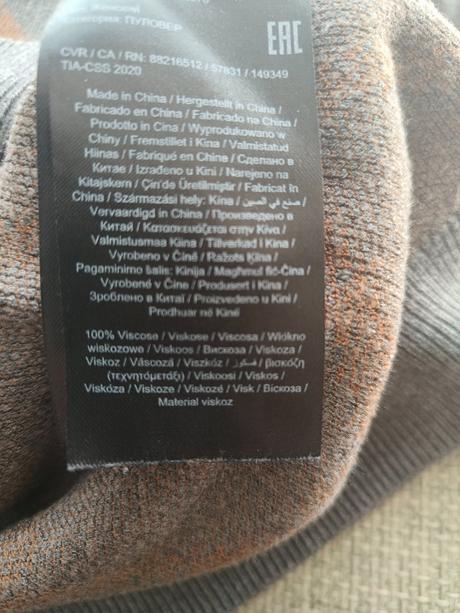 Категория: ПУЛОВЕР
EAC
CVR / CA / RN: 88216512 / 57831 / 149349
TIA-CSS 2020
Made in China / Hergestellt in China /
Fabricado en China / Fabricado na China /
Prodotto in Cina / Wyprodukowano w
Chiny / Fremstillet i Kina / Valmistatud
Hiinas / Fabriqué en Chine / Сделано в
Китае / Izrađeno u Kini / Narejeno na
Kitajskem / Çin'de Üretilmiştir / Fabricat în
China / Származási hely: Kína / صنع في الصين /
Vervaardigd in China / Произведено в
Китай / Κατασκευάζεται στην Κίνα /
Valmistusmaa Kiina / Tillverkad i Kina /
Vyrobeno v Číně / Ražots Ķīnā /
Pagaminimo šalis: Kinija / Magħmul fiċ-Ċina /
Vyrobené v Číne / Produsert i Kina /
Зроблено в Китаї / Proizvedeno u Kini /
Prodhuar në Kinë
100% Viscose / Viskose / Viscosa / Włókno
wiskozowe / Viskoos / Вискоза / Viskoza /
Viskoz / Vâscoză / Viszkóz / فسكوز / βισκόζη
(τεχνητόμεταξι) / Viskoosi / Viskos /
Viskóza / Viskoze / Viskozė / Visk / Віскоза /
Material viskoz